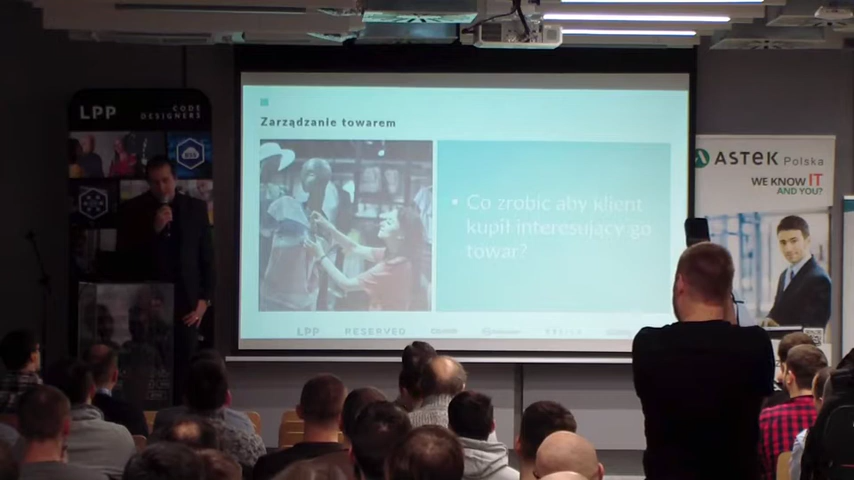 LPP
CODE
DESIGNERS
Zarządzanie towarem
• Co zrobić aby klient
kupił interesujący go
towar?
LPP RESERVED
ASTEK Polska
WE KNOW IT
AND YOU?